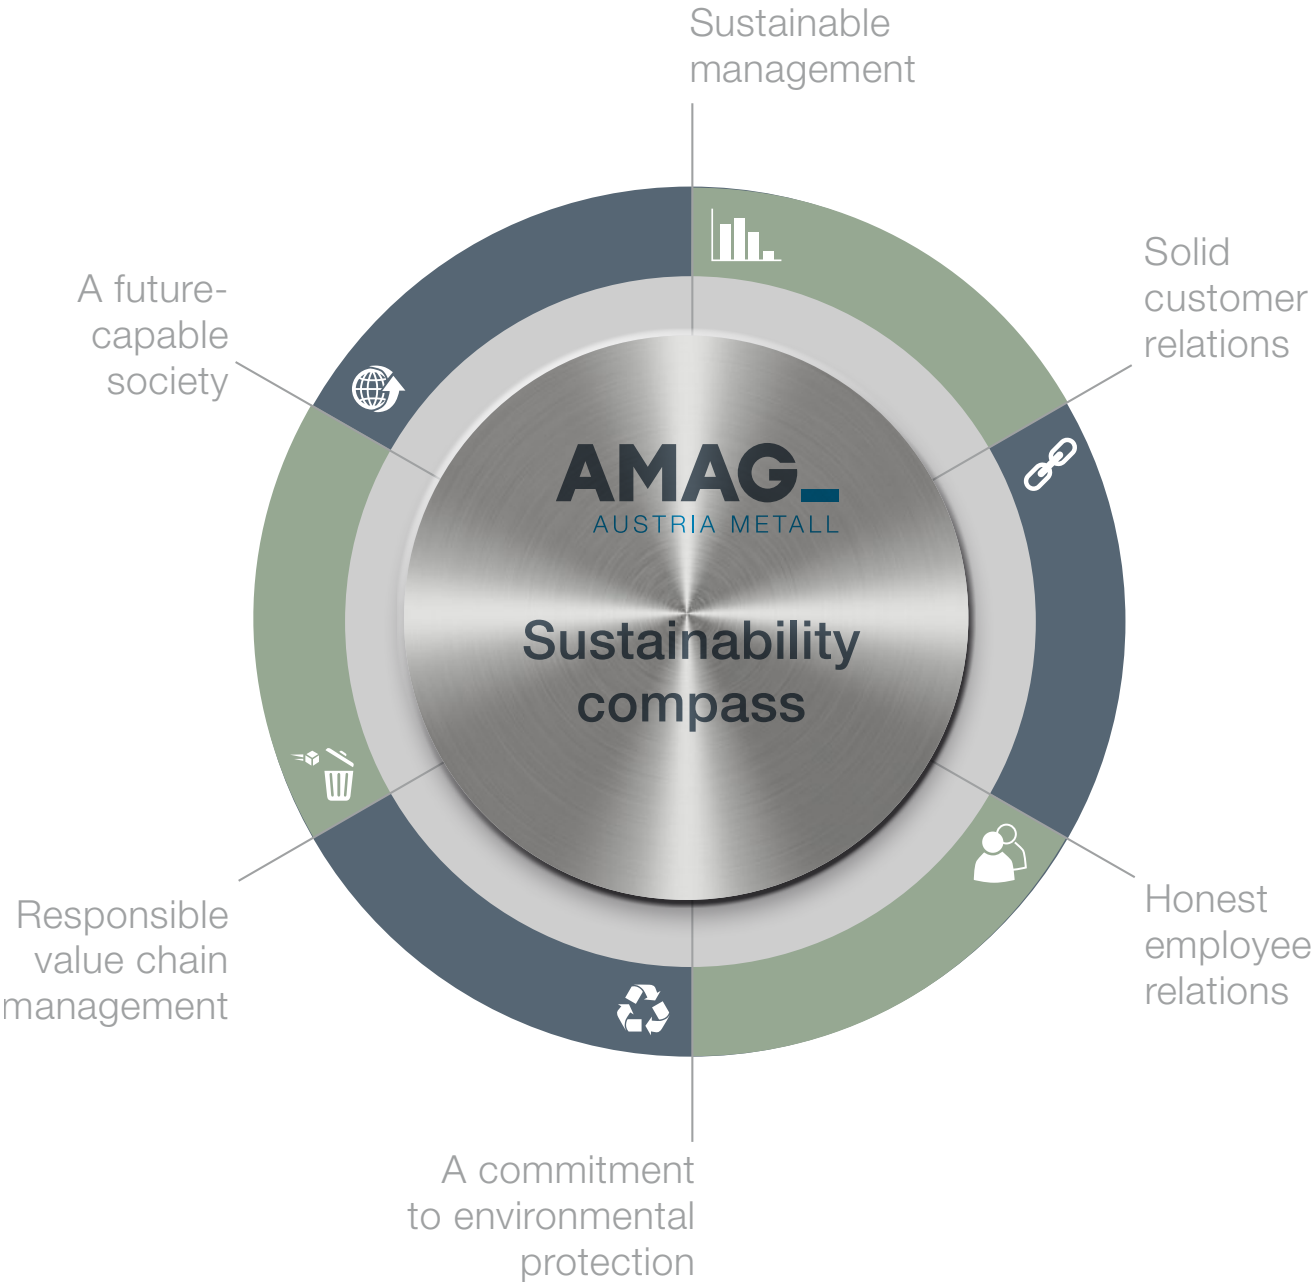 Sustainable
management
Solid
customer
relations
A future-
capable
society
AMAG_
AUSTRIA METALL
Sustainability
compass
Honest
employee
relations
Responsible
value chain
management
A commitment
to environmental
protection